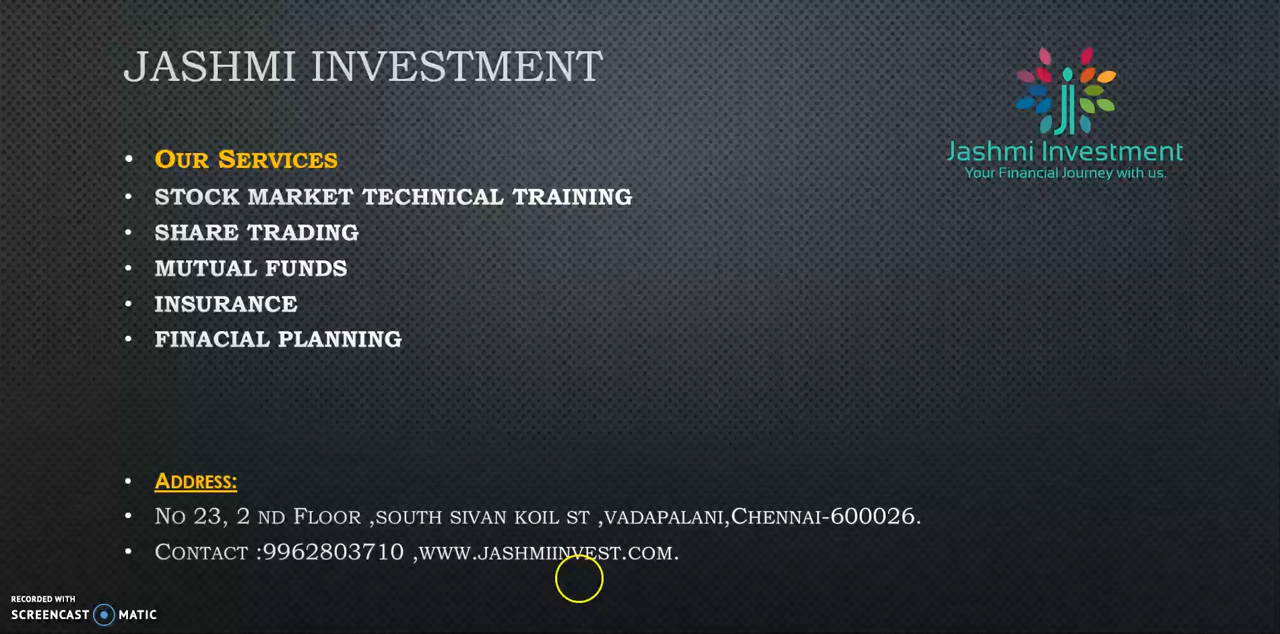 JASHMI INVESTMENT
Jashmi Investment
Your Financial Journey with us.
• OUR SERVICES
• STOCK MARKET TECHNICAL TRAINING
• SHARE TRADING
• MUTUAL FUNDS
• INSURANCE
• FINACIAL PLANNING
• ADDRESS:
• NO 23, 2 ND FLOOR ,SOUTH SIVAN KOIL ST ,VADAPALANI,CHENNAI-600026.
• CONTACT :9962803710 ,WWW.JASHMIINVEST.COM.
RECORDED WITH
SCREENCAST MATIC